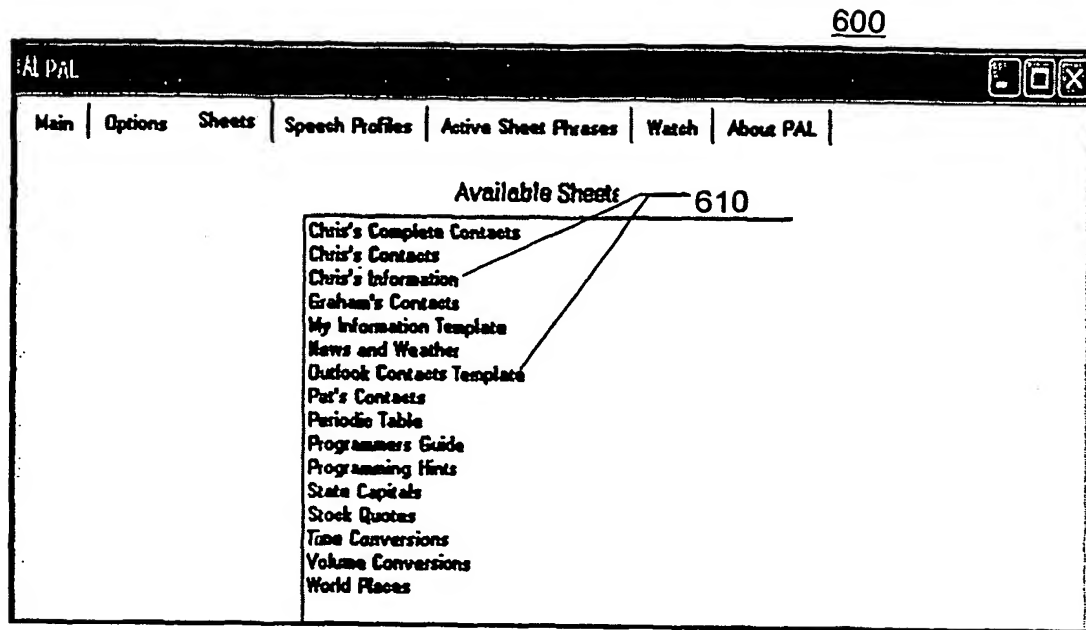 600
PAL
Main | Options Sheets | Speech Profiles | Active Sheet Phrases | Watch | About PAL |
Available Sheets 610
Chris's Complete Contacts
Chris's Contacts
Chris's Information
Graham's Contacts
My Information Template
News and Weather
Outlook Contacts Template
Pat's Contacts
Periodic Table
Programmers Guide
Programming Hints
State Capitals
Stock Quotes
Time Conversions
Volume Conversions
World Places